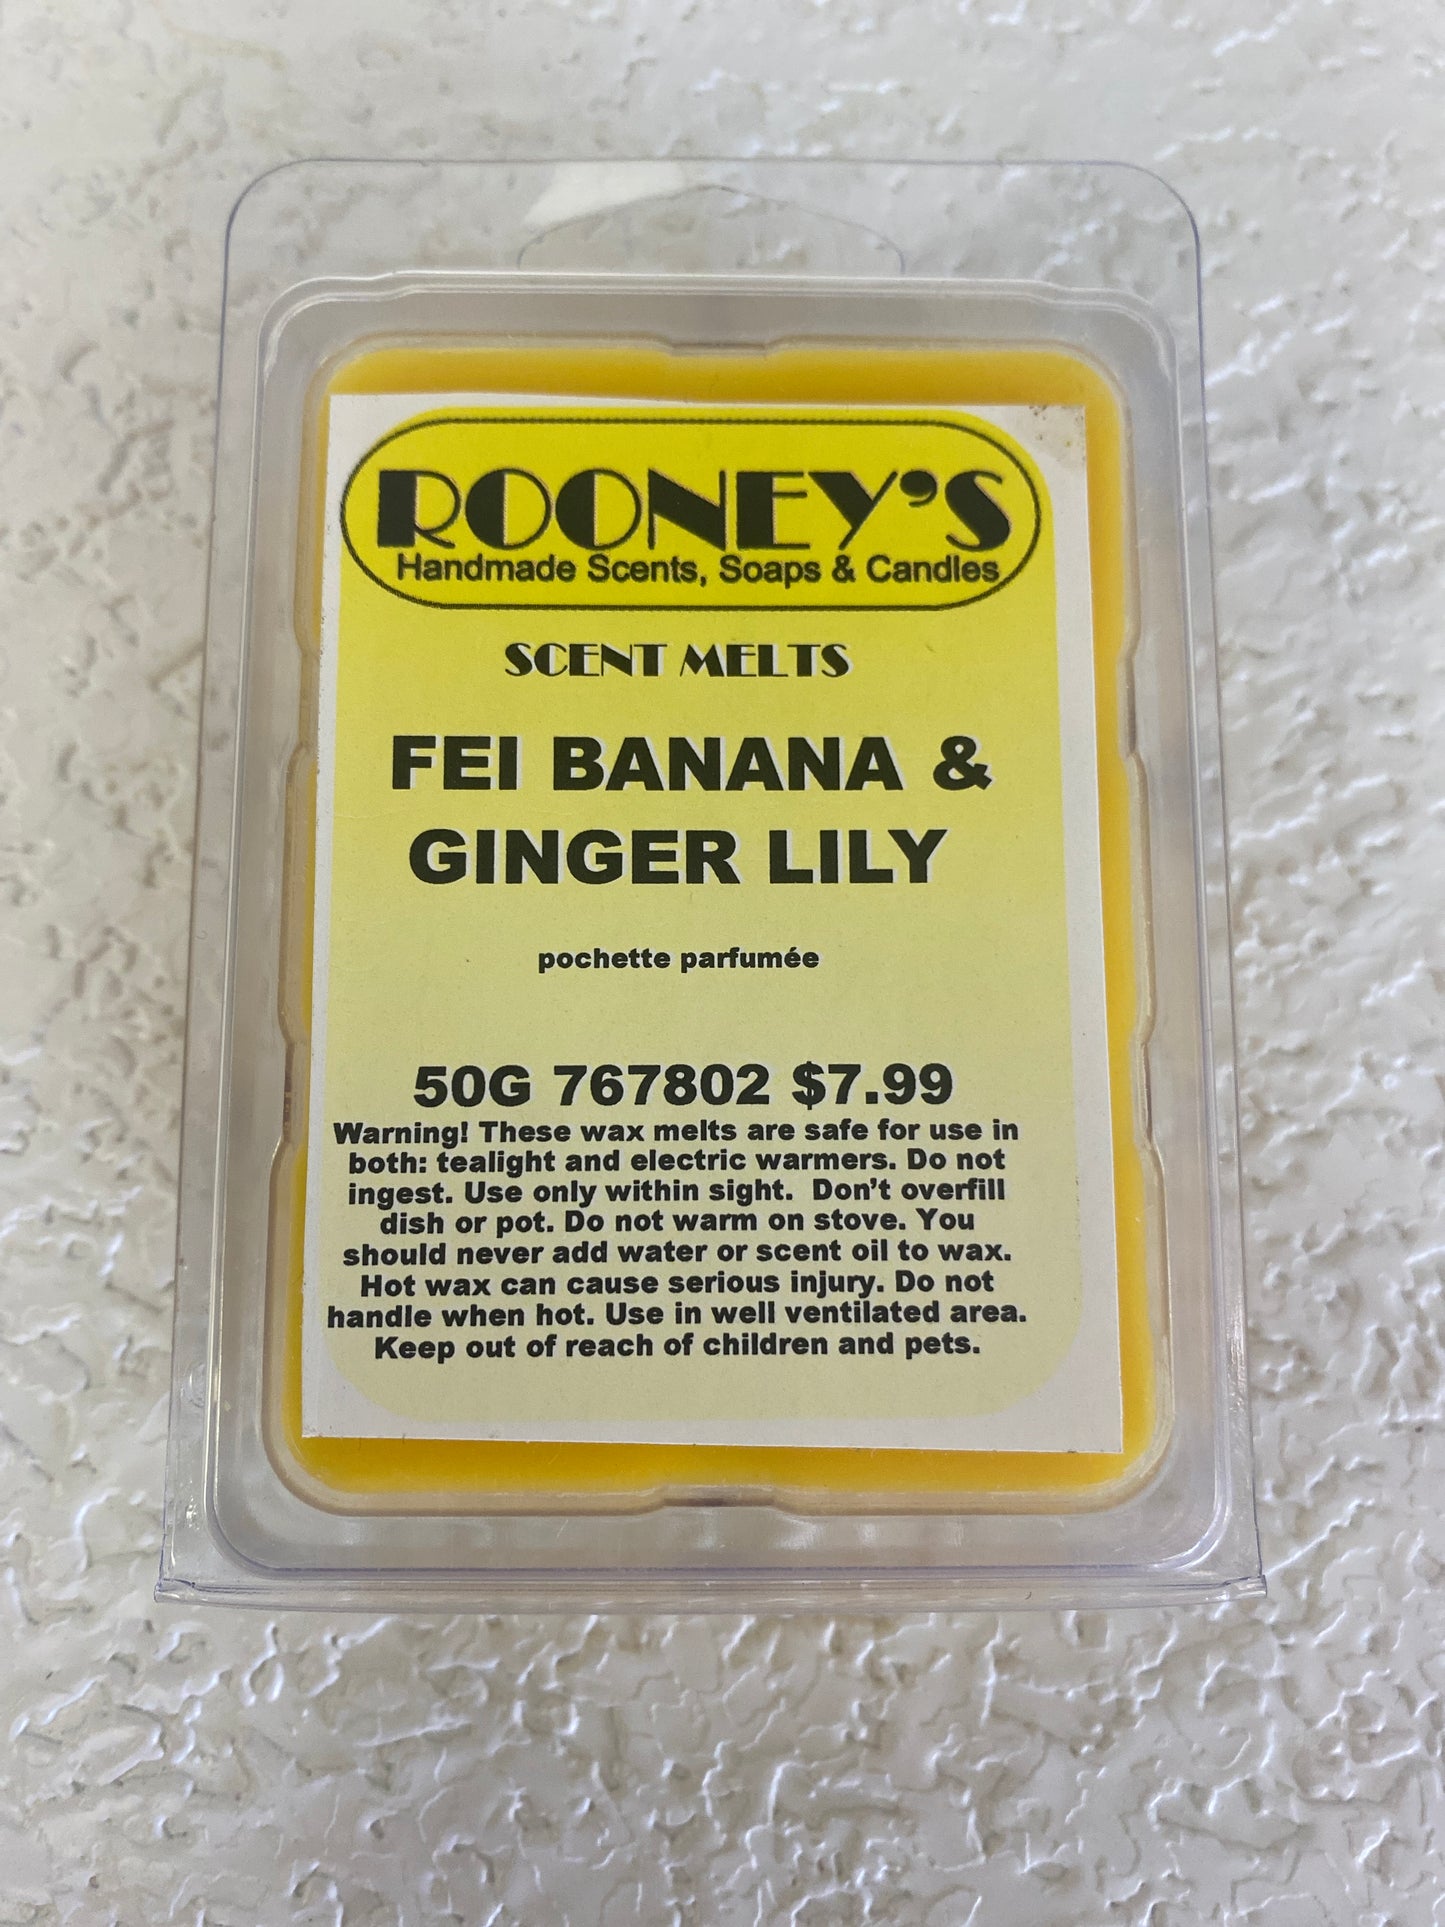 ROONEY'S
Handmade Scents, Soaps & Candles
SCENT MELTS
FEI BANANA &
GINGER LILY
pochette parfumée
50G 767802 $7.99
Warning! These wax melts are safe for use in
both: tealight and electric warmers. Do not
ingest. Use only within sight.  Don't overfill
dish or pot. Do not warm on stove. You
should never add water or scent oil to wax.
Hot wax can cause serious injury. Do not
handle when hot. Use in well ventilated area.
Keep out of reach of children and pets.